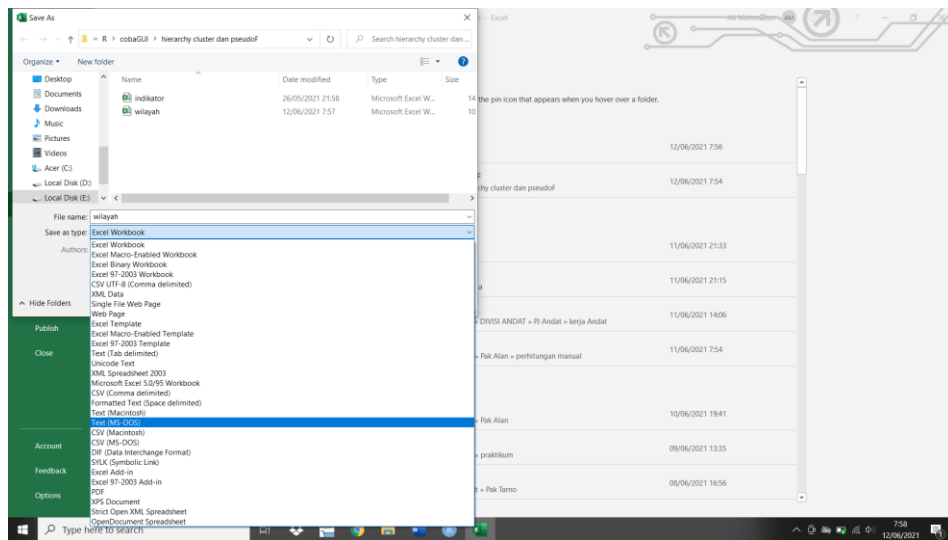 Save As
- Excel
Ali Mahmudan AM
« R > cobaGUI > hierarchy cluster dan pseudoF
Search hierarchy cluster dan ...
Organize
New folder
Desktop
Documents
Downloads
Music
Pictures
Videos
Acer (C:)
Local Disk (D:)
Local Disk (E:)
Name
Date modified
Type
Size
indikator
26/05/2021 21:58
Microsoft Excel W...
14
wilayah
12/06/2021 7:57
Microsoft Excel W...
10
File name: wilayah
Save as type: Excel Workbook
Authors:
Excel Workbook
Excel Macro-Enabled Workbook
Excel Binary Workbook
Excel 97-2003 Workbook
CSV UTF-8 (Comma delimited)
XML Data
Single File Web Page
Web Page
Excel Template
Excel Macro-Enabled Template
Excel 97-2003 Template
Text (Tab delimited)
Unicode Text
XML Spreadsheet 2003
Microsoft Excel 5.0/95 Workbook
CSV (Comma delimited)
Formatted Text (Space delimited)
Text (Macintosh)
Text (MS-DOS)
CSV (Macintosh)
CSV (MS-DOS)
DIF (Data Interchange Format)
SYLK (Symbolic Link)
Excel Add-in
Excel 97-2003 Add-in
PDF
XPS Document
Strict Open XML Spreadsheet
OpenDocument Spreadsheet
Hide Folders
Publish
Close
Account
Feedback
Options
the pin icon that appears when you hover over a folder.
12/06/2021 7:56
chy cluster dan pseudoF
12/06/2021 7:54
11/06/2021 21:33
a
11/06/2021 21:15
» DIVISI ANDAT » PJ Andat » kerja Andat
11/06/2021 14:06
» Pak Alan » perhitungan manual
11/06/2021 7:54
» Pak Alan
10/06/2021 19:41
» praktikum
09/06/2021 13:35
t » Pak Tarno
08/06/2021 16:56
Type here to search
7:58
12/06/2021